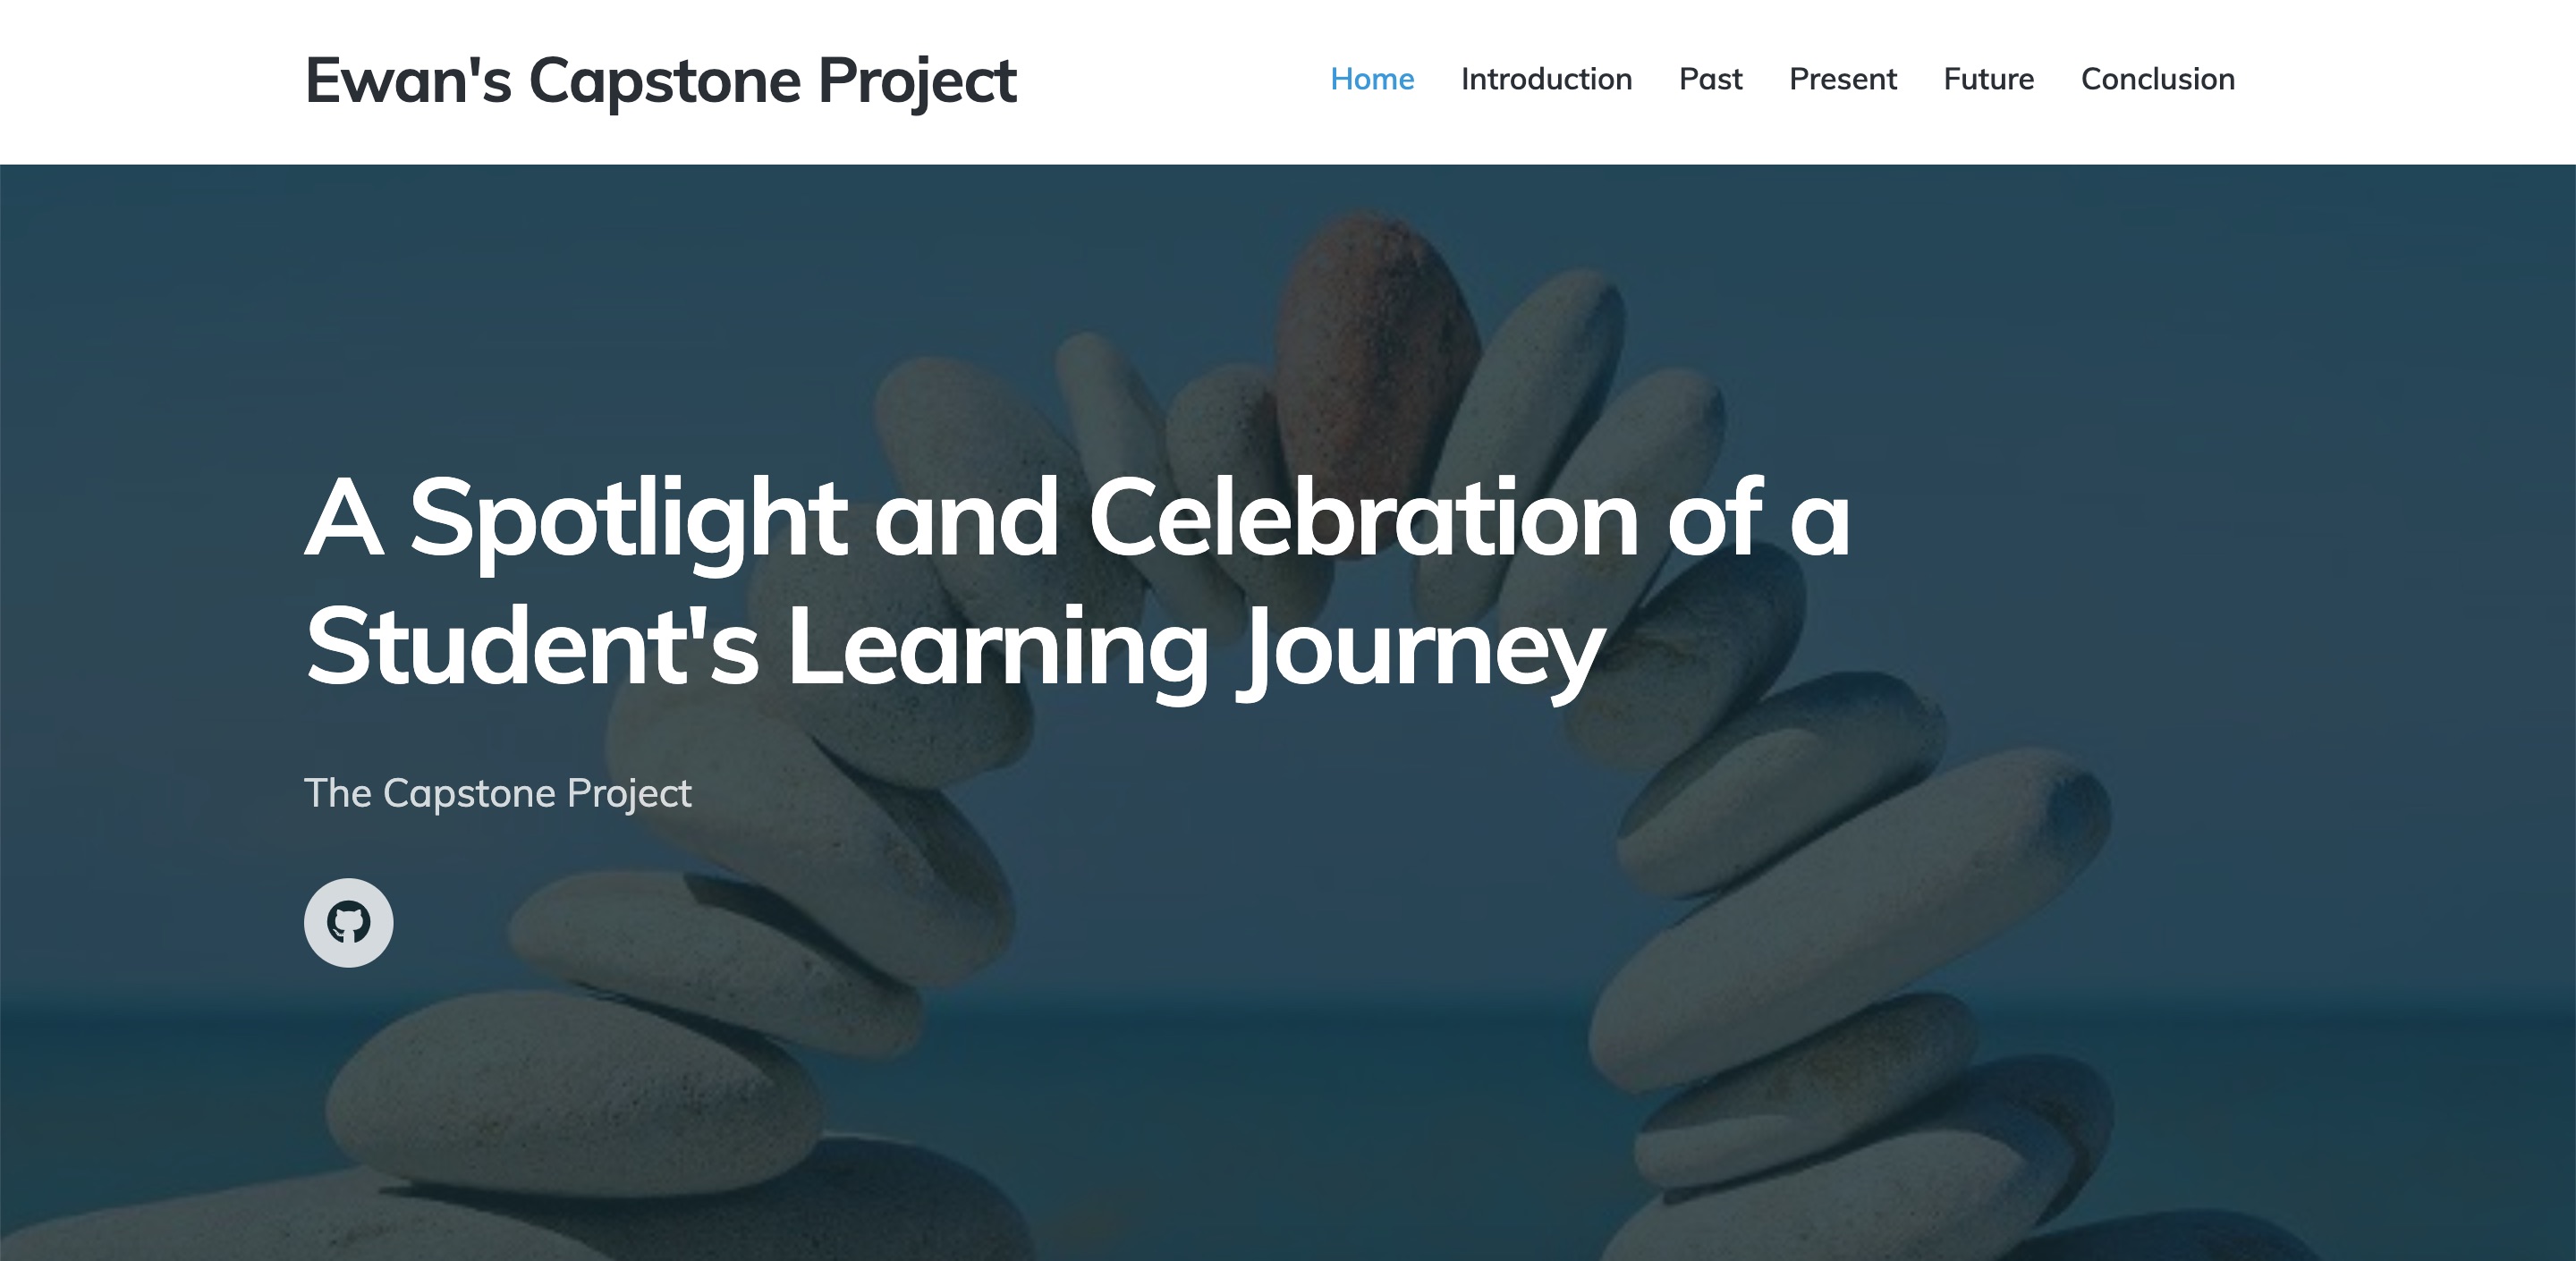 Ewan's Capstone Project
Home Introduction Past Present Future Conclusion
A Spotlight and Celebration of a
Student's Learning Journey
The Capstone Project